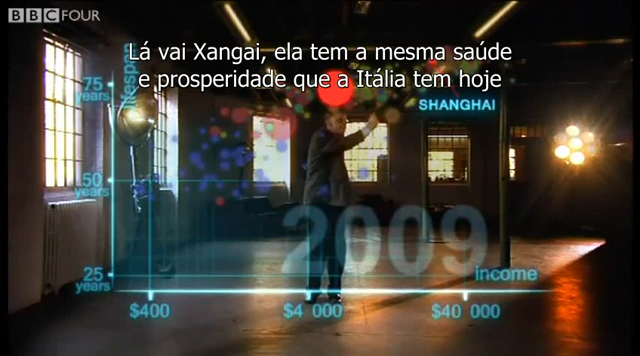 BBC FOUR
Lá vai Xangai, ela tem a mesma saúde
e prosperidade que a Itália tem hoje
lifespan
75
years
SHANGHAI
50
years
2009
25
years
income
$400
$4 000
$40 000